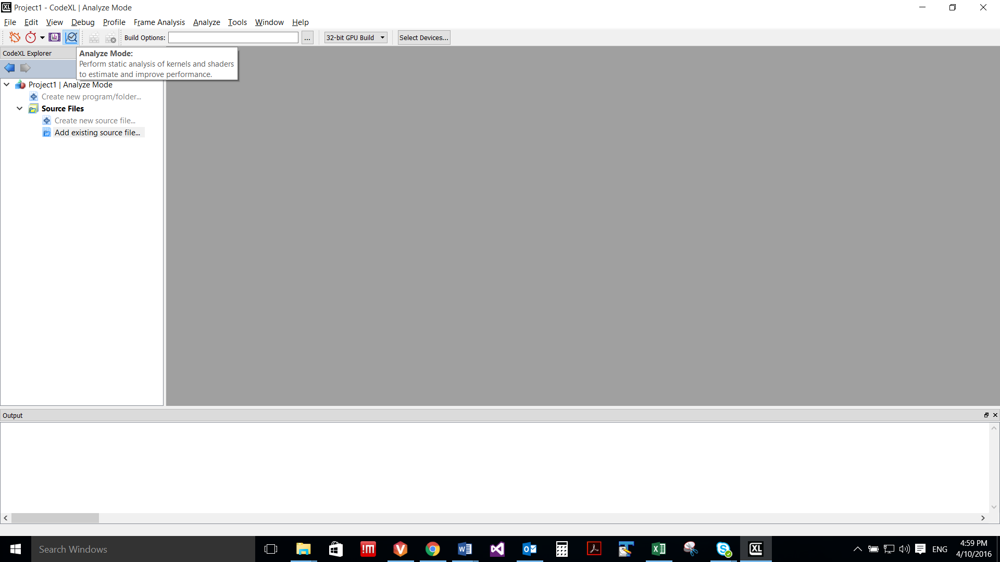 XL Project1 - CodeXL | Analyze Mode
File Edit View Debug Profile Frame Analysis Analyze Tools Window Help
Build Options: ... 32-bit GPU Build Select Devices...
CodeXL Explorer
Analyze Mode:
Perform static analysis of kernels and shaders
to estimate and improve performance.
Project1 | Analyze Mode
Create new program/folder...
Source Files
Create new source file...
Add existing source file...
Output
Search Windows
!M
XL
ENG
4:59 PM
4/10/2016